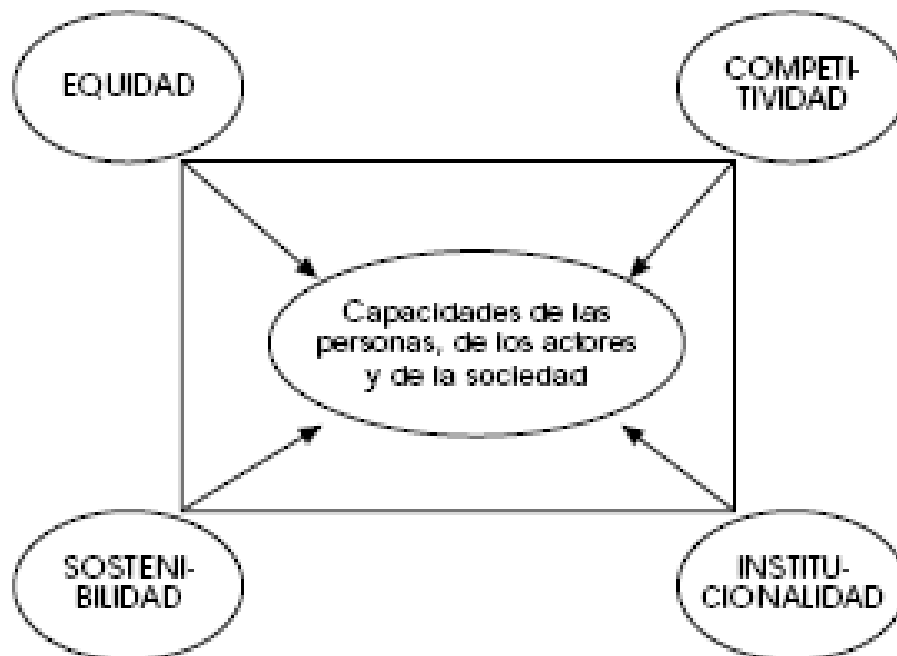 EQUIDAD
COMPETI-
TIVIDAD
Capacidades de las
personas, de los actores
y de la sociedad
SOSTENI-
BILIDAD
INSTITU-
CIONALIDAD